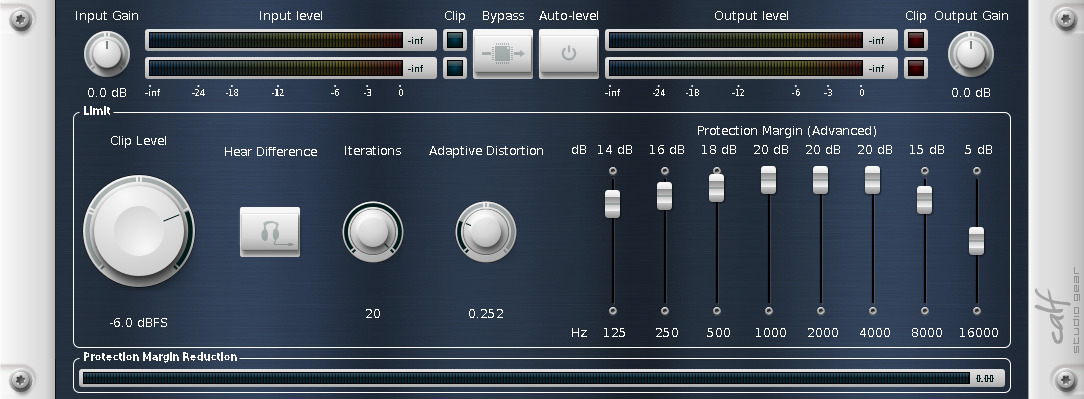 Input Gain Input level Clip Bypass Auto-level Output level Clip Output Gain
-inf -inf
-inf -inf
0.0 dB -inf -24 -18 -12 -6 -3 0 -inf -24 -18 -12 -6 -3 0 0.0 dB
Limit
Protection Margin (Advanced)
Clip Level Hear Difference Iterations Adaptive Distortion dB 14 dB 16 dB 18 dB 20 dB 20 dB 20 dB 15 dB 5 dB
-6.0 dBFS 20 0.252
Hz 125 250 500 1000 2000 4000 8000 16000
calf studio gear
Protection Margin Reduction
0.00